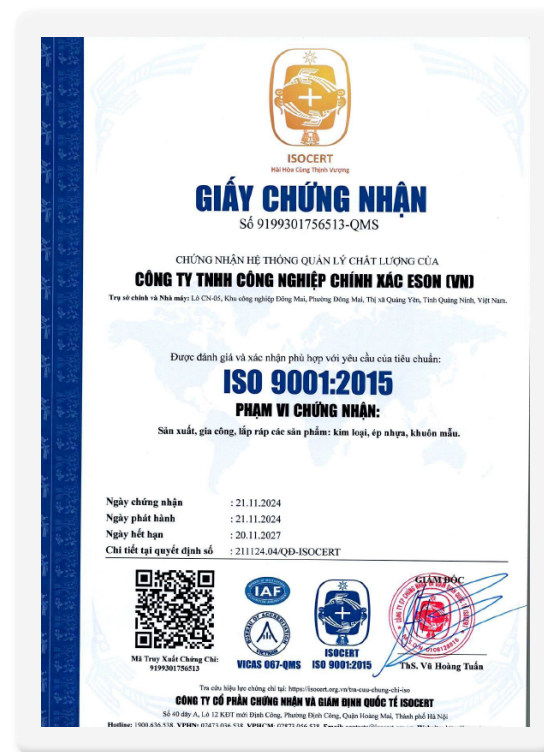 ISOCERT
Hài Hòa Cùng Thịnh Vượng
GIẤY CHỨNG NHẬN
Số 9199301756513-QMS
CHỨNG NHẬN HỆ THỐNG QUẢN LÝ CHẤT LƯỢNG CỦA
CÔNG TY TNHH CÔNG NGHIỆP CHÍNH XÁC ESON (VN)
Trụ sở chính và Nhà máy: Lô CN-05, Khu công nghiệp Đông Mai, Phường Đông Mai, Thị xã Quảng Yên, Tỉnh Quảng Ninh, Việt Nam.
Được đánh giá và xác nhận phù hợp với yêu cầu của tiêu chuẩn:
ISO 9001:2015
PHẠM VI CHỨNG NHẬN:
Sản xuất, gia công, lắp ráp các sản phẩm: kim loại, ép nhựa, khuôn mẫu.
Ngày chứng nhận : 21.11.2024
Ngày phát hành : 21.11.2024
Ngày hết hạn : 20.11.2027
Chi tiết tại quyết định số : 211124.04/QĐ-ISOCERT
GIÁM ĐỐC
IAF
BUREAU OF ACCREDITATION
VIETNAM
VICAS 067-QMS
ISOCERT
ISO 9001:2015
Mã Truy Xuất Chứng Chỉ:
9199301756513
ThS. Vũ Hoàng Tuấn
Tra cứu hiệu lực chứng chỉ tại: https://isocert.org.vn/tra-cuu-chung-chi-iso
CÔNG TY CỔ PHẦN CHỨNG NHẬN VÀ GIÁM ĐỊNH QUỐC TẾ ISOCERT
Số 40 dãy A, Lô 12 KĐT mới Định Công, Phường Định Công, Quận Hoàng Mai, Thành phố Hà Nội
Hotline: 1900.636.538